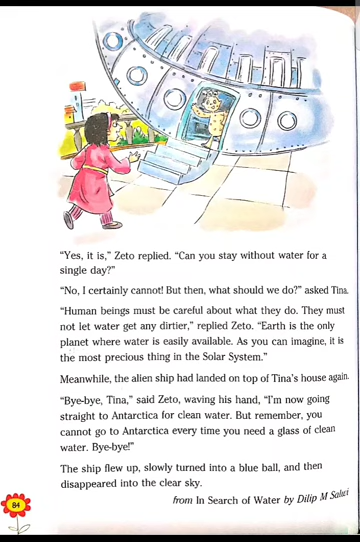 "Yes, it is," Zeto replied. "Can you stay without water for a
single day?"
"No, I certainly cannot! But then, what should we do?" asked Tina.
"Human beings must be careful about what they do. They must
not let water get any dirtier," replied Zeto. "Earth is the only
planet where water is easily available. As you can imagine, it is
the most precious thing in the Solar System."
Meanwhile, the alien ship had landed on top of Tina's house again.
"Bye-bye, Tina," said Zeto, waving his hand, "I'm now going
straight to Antarctica for clean water. But remember, you
cannot go to Antarctica every time you need a glass of clean
water. Bye-bye!"
The ship flew up, slowly turned into a blue ball, and then
disappeared into the clear sky.
from In Search of Water by Dilip M Salwi
84